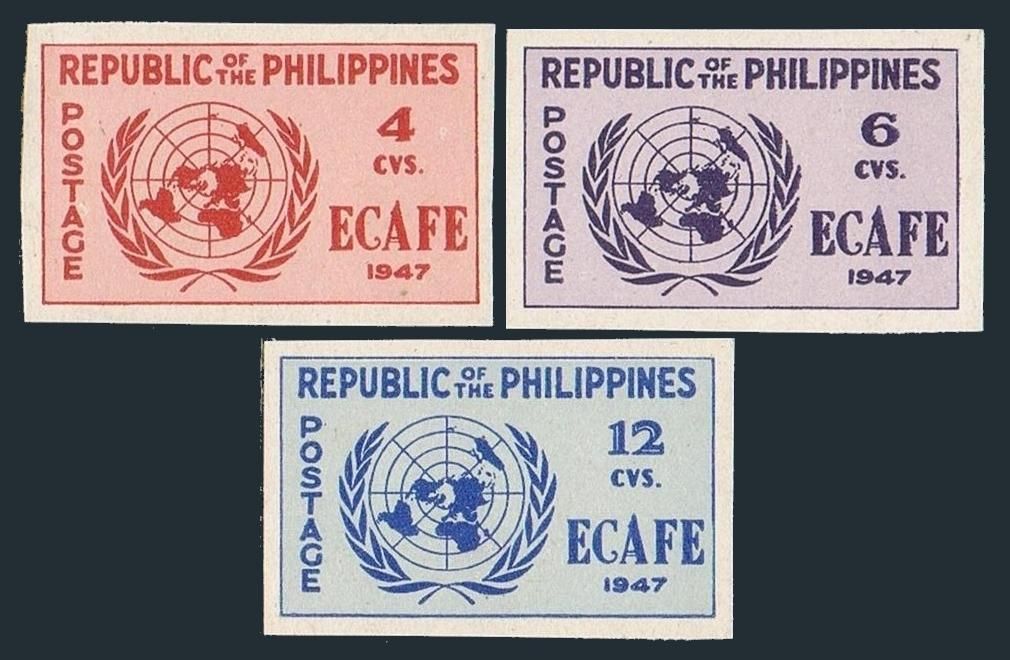 REPUBLIC OF THE PHILIPPINES
POSTAGE
4
CVS.
ECAFE
1947
REPUBLIC OF THE PHILIPPINES
POSTAGE
6
CVS.
ECAFE
1947
REPUBLIC OF THE PHILIPPINES
POSTAGE
12
CVS.
ECAFE
1947